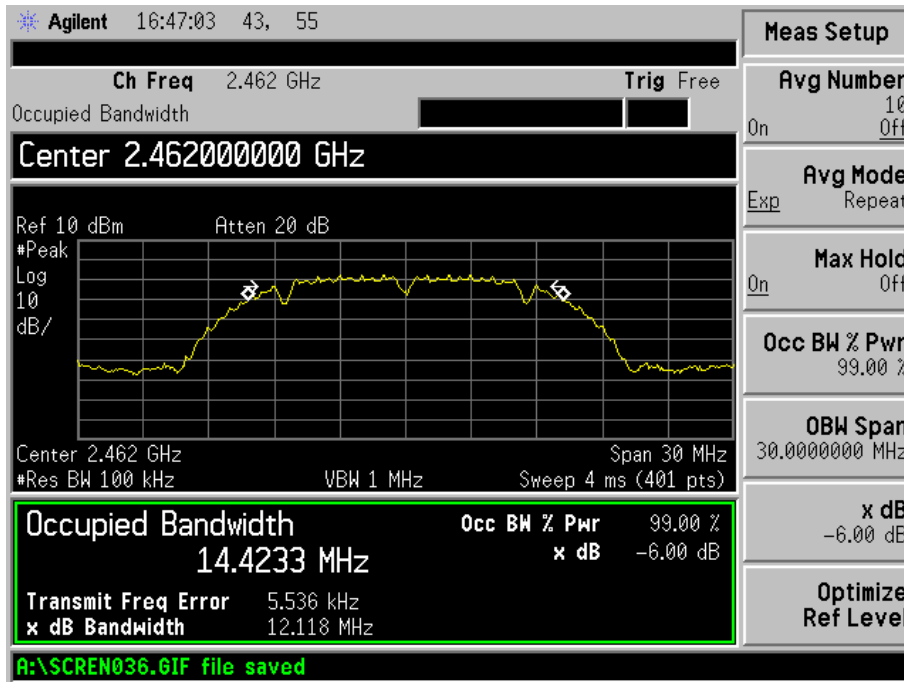 Agilent 16:47:03 43, 55
Meas Setup
Ch Freq 2.462 GHz Trig Free
Occupied Bandwidth
Center 2.462000000 GHz
Ref 10 dBm Atten 20 dB
#Peak
Log
10
dB/
Center 2.462 GHz Span 30 MHz
#Res BW 100 kHz VBW 1 MHz Sweep 4 ms (401 pts)
Occupied Bandwidth
14.4233 MHz
Occ BW % Pwr 99.00 %
x dB -6.00 dB
Transmit Freq Error 5.536 kHz
x dB Bandwidth 12.118 MHz
A:\SCREN036.GIF file saved
Avg Number
10
On Off
Avg Mode
Exp Repeat
Max Hold
On Off
Occ BW % Pwr
99.00 %
OBW Span
30.0000000 MHz
x dB
-6.00 dB
Optimize
Ref Level